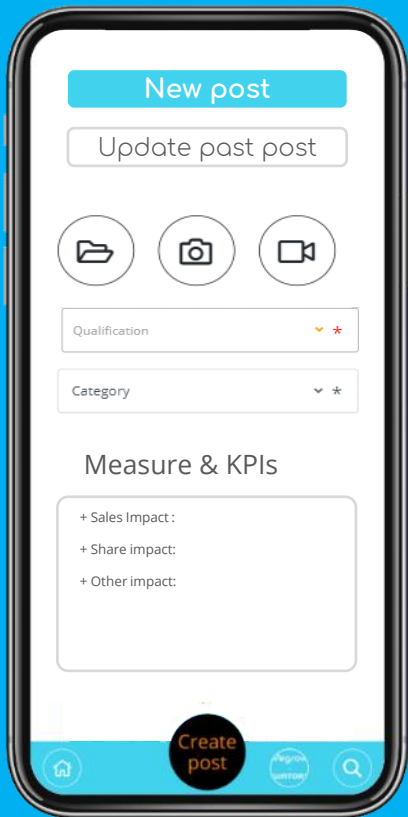 New post
Update past post
Qualification *
Category *
Measure & KPIs
+ Sales Impact :
+ Share impact:
+ Other impact:
Create
post